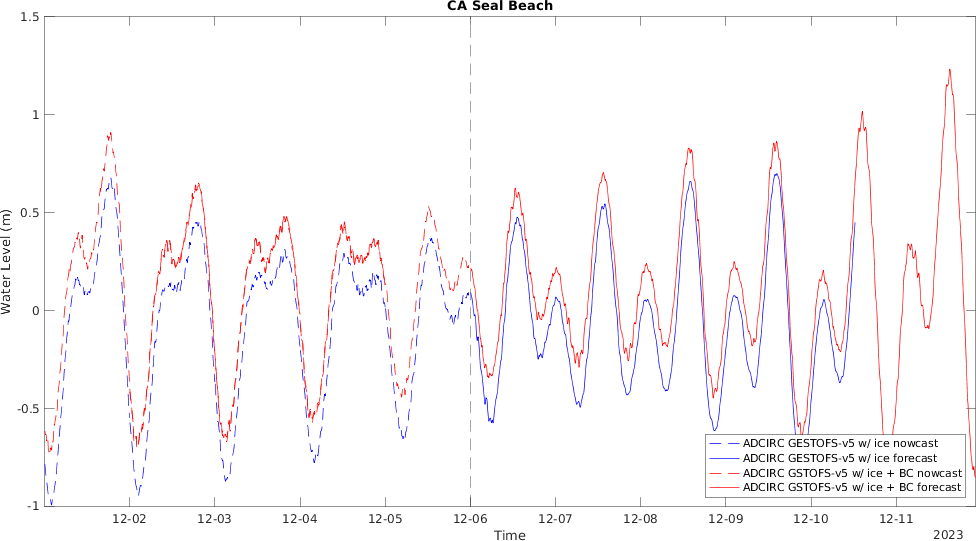 CA Seal Beach
1.5
1
0.5
0
-0.5
-1
Water Level (m)
ADCIRC GESTOFS-v5 w/ ice nowcast
ADCIRC GESTOFS-v5 w/ ice forecast
ADCIRC GSTOFS-v5 w/ ice + BC nowcast
ADCIRC GSTOFS-v5 w/ ice + BC forecast
12-02 12-03 12-04 12-05 12-06 12-07 12-08 12-09 12-10 12-11
Time
2023